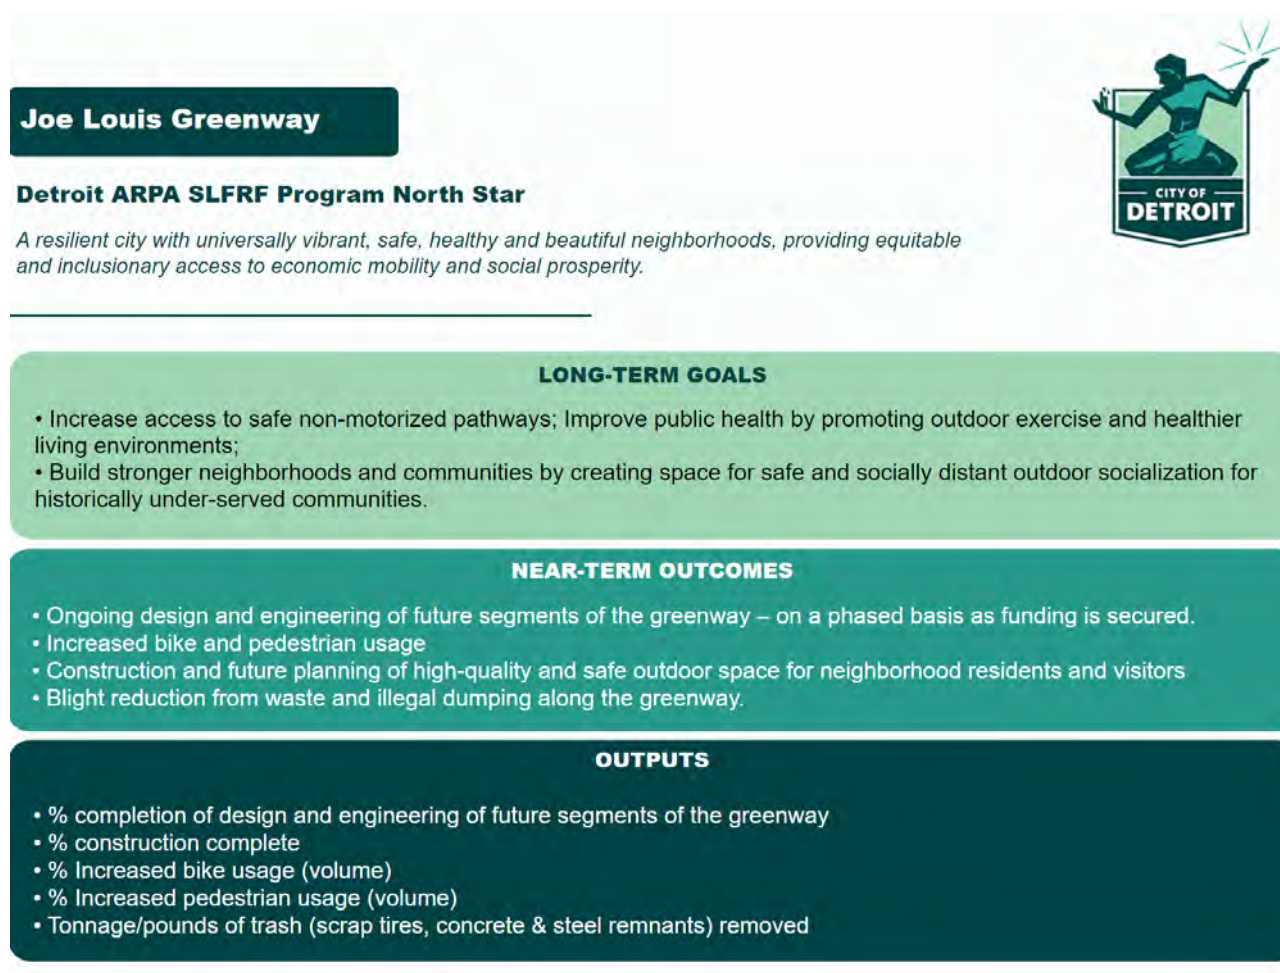 Joe Louis Greenway
CITY OF
DETROIT
Detroit ARPA SLFRF Program North Star
A resilient city with universally vibrant, safe, healthy and beautiful neighborhoods, providing equitable
and inclusionary access to economic mobility and social prosperity.
LONG-TERM GOALS
• Increase access to safe non-motorized pathways; Improve public health by promoting outdoor exercise and healthier
living environments;
• Build stronger neighborhoods and communities by creating space for safe and socially distant outdoor socialization for
historically under-served communities.
NEAR-TERM OUTCOMES
• Ongoing design and engineering of future segments of the greenway – on a phased basis as funding is secured.
• Increased bike and pedestrian usage
• Construction and future planning of high-quality and safe outdoor space for neighborhood residents and visitors
• Blight reduction from waste and illegal dumping along the greenway.
OUTPUTS
• % completion of design and engineering of future segments of the greenway
• % construction complete
• % Increased bike usage (volume)
• % Increased pedestrian usage (volume)
• Tonnage/pounds of trash (scrap tires, concrete & steel remnants) removed